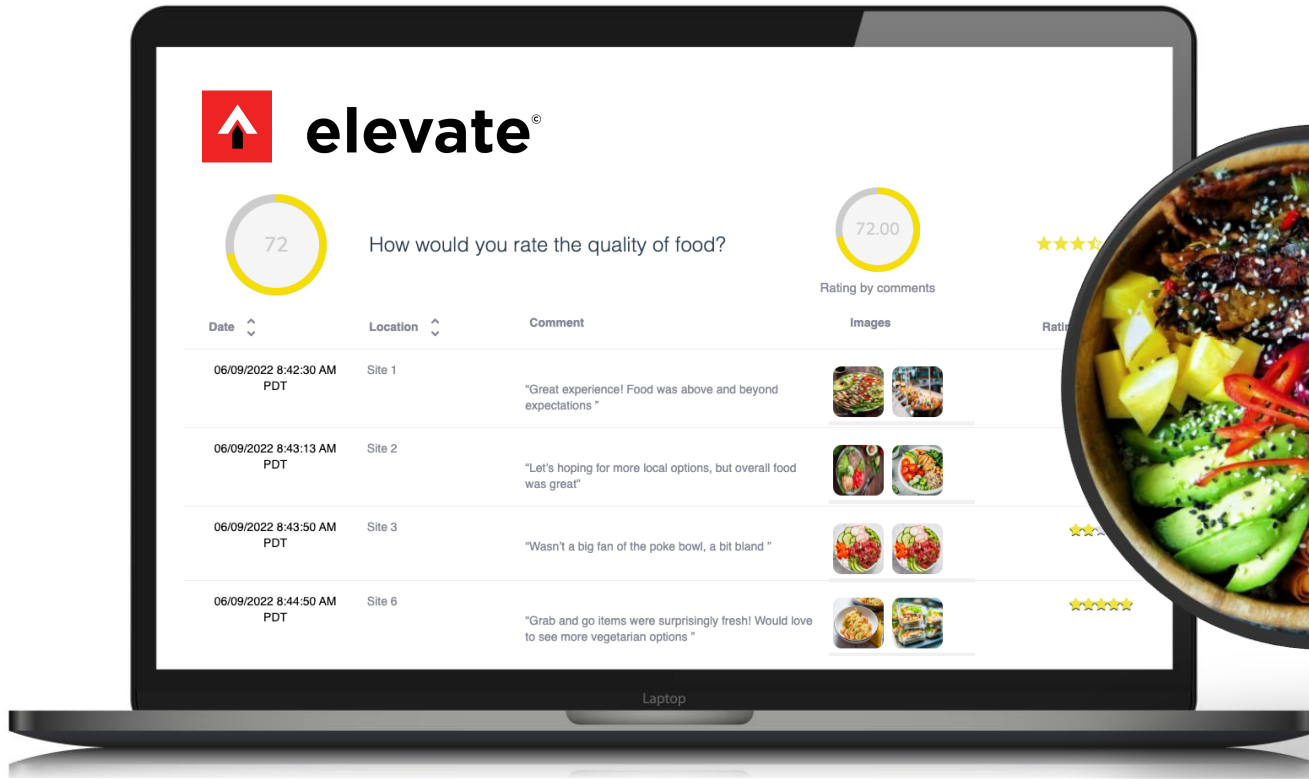 elevate©
72
How would you rate the quality of food?
72.00
Rating by comments
Date
Location
Comment
Images
06/09/2022 8:42:30 AM
PDT
Site 1
“Great experience! Food was above and beyond
expectations ”
06/09/2022 8:43:13 AM
PDT
Site 2
“Let’s hoping for more local options, but overall food
was great”
06/09/2022 8:43:50 AM
PDT
Site 3
“Wasn’t a big fan of the poke bowl, a bit bland ”
06/09/2022 8:44:50 AM
PDT
Site 6
“Grab and go items were surprisingly fresh! Would love
to see more vegetarian options ”
Laptop